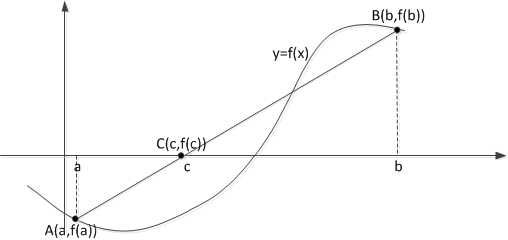 B(b,f(b))
y=f(x)
C(c,f(c))
a
c
b
A(a,f(a))